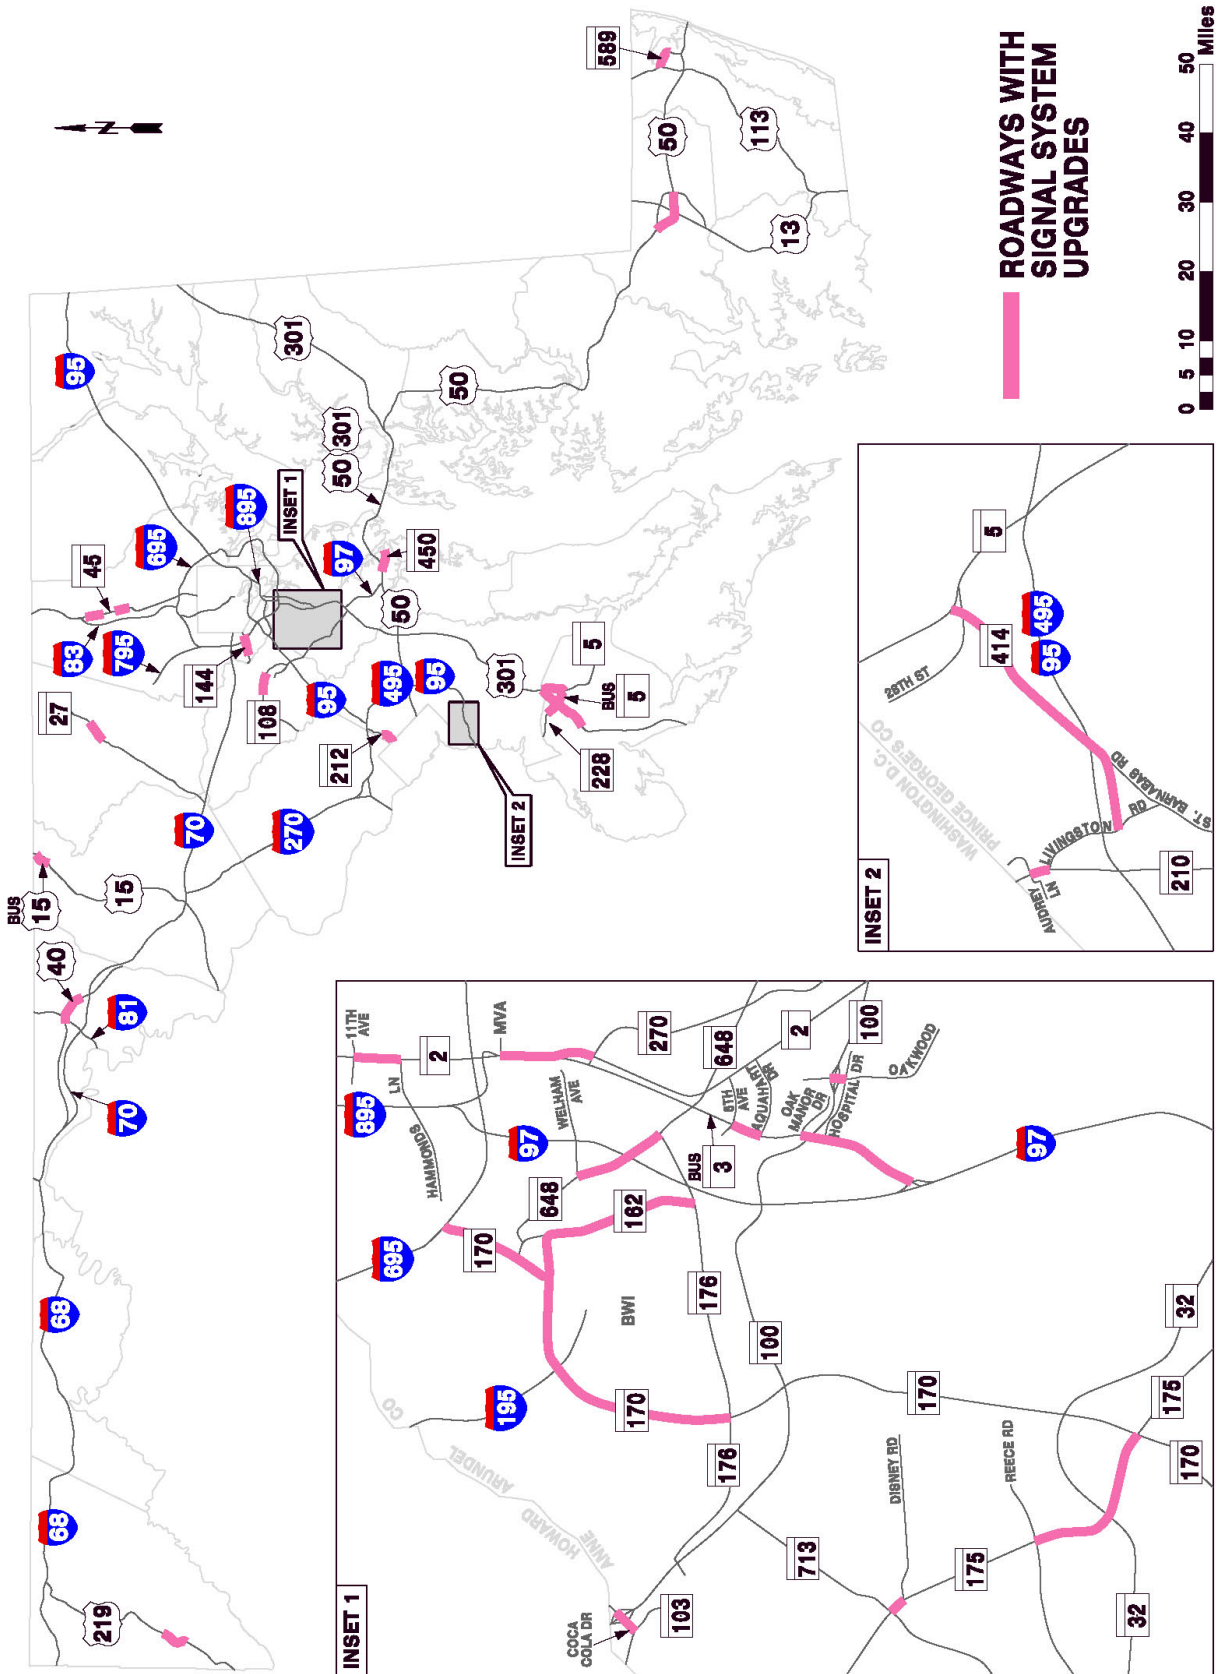 219
68
68
70
81
40
BUS
15
15
70
270
27
795
83
45
695
144
108
895
INSET 1
95
95
212
495
95
97
450
50
50
301
301
50
301
INSET 2
228
BUS
5
5
50
13
50
113
589
N
ROADWAYS WITH
SIGNAL SYSTEM
UPGRADES
0 5 10 20 30 40 50 Miles
INSET 1
COCA
COLA DR
103
HOWARD
ANNE ARUNDEL CO
195
695
895
11TH
AVE
HAMMONDS LN
2
MVA
170
648
WELHAM
AVE
97
162
BWI
170
176
176
100
713
DISNEY RD
175
REECE RD
32
170
175
170
32
BUS
3
270
648
2
8TH
AVE
AQUAHART
DR
OAK
MANOR
DR
HOSPITAL DR
100
OAKWOOD
97
INSET 2
WASHINGTON D.C.
PRINCE GEORGE'S CO
28TH ST
5
414
95
495
AUDREY
LN
LIVINGSTON RD
ST. BARNABAS RD
210